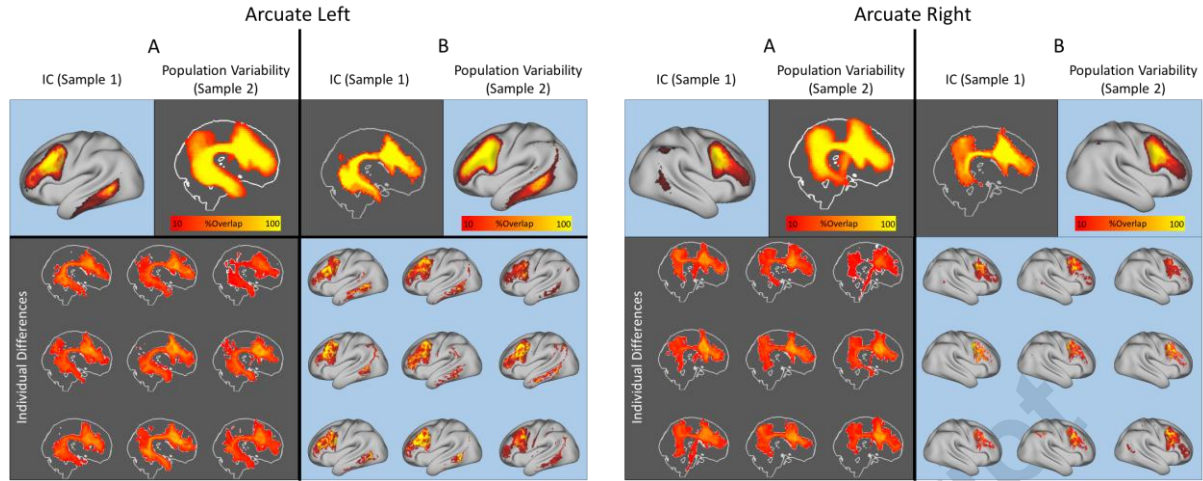 Arcuate Left
A
B
IC (Sample 1)
Population Variability
(Sample 2)
IC (Sample 1)
Population Variability
(Sample 2)
10 %Overlap 100
10 %Overlap 100
Individual Differences
Arcuate Right
A
B
IC (Sample 1)
Population Variability
(Sample 2)
IC (Sample 1)
Population Variability
(Sample 2)
10 %Overlap 100
10 %Overlap 100
Individual Differences